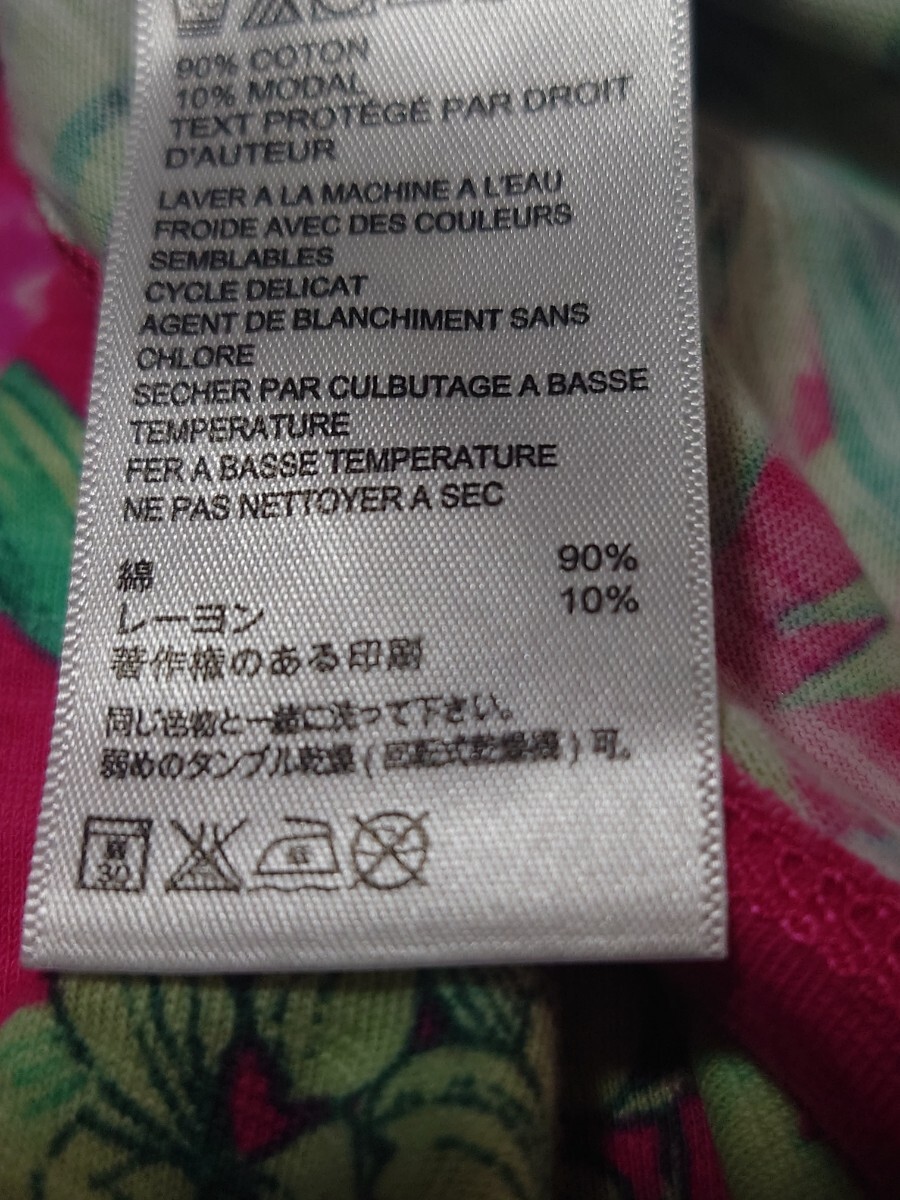 90% COTON
10% MODAL
TEXT PROTÉGÉ PAR DROIT
D'AUTEUR
LAVER A LA MACHINE A L'EAU
FROIDE AVEC DES COULEURS
SEMBLABLES
CYCLE DELICAT
AGENT DE BLANCHIMENT SANS
CHLORE
SECHER PAR CULBUTAGE A BASSE
TEMPERATURE
FER A BASSE TEMPERATURE
NE PAS NETTOYER A SEC
綿 90%
レーヨン 10%
著作権のある印刷
同じ色物と一緒に洗って下さい。
弱めのタンブル乾燥(回転式乾燥機)可。
弱 30 低